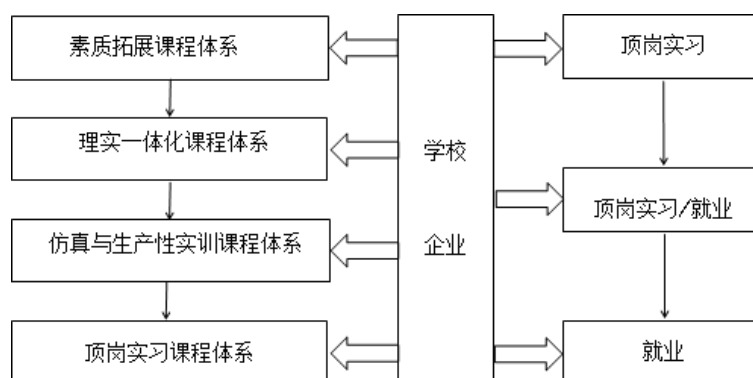 素质拓展课程体系
理实一体化课程体系
仿真与生产性实训课程体系
顶岗实习课程体系
学校
企业
顶岗实习
顶岗实习/就业
就业